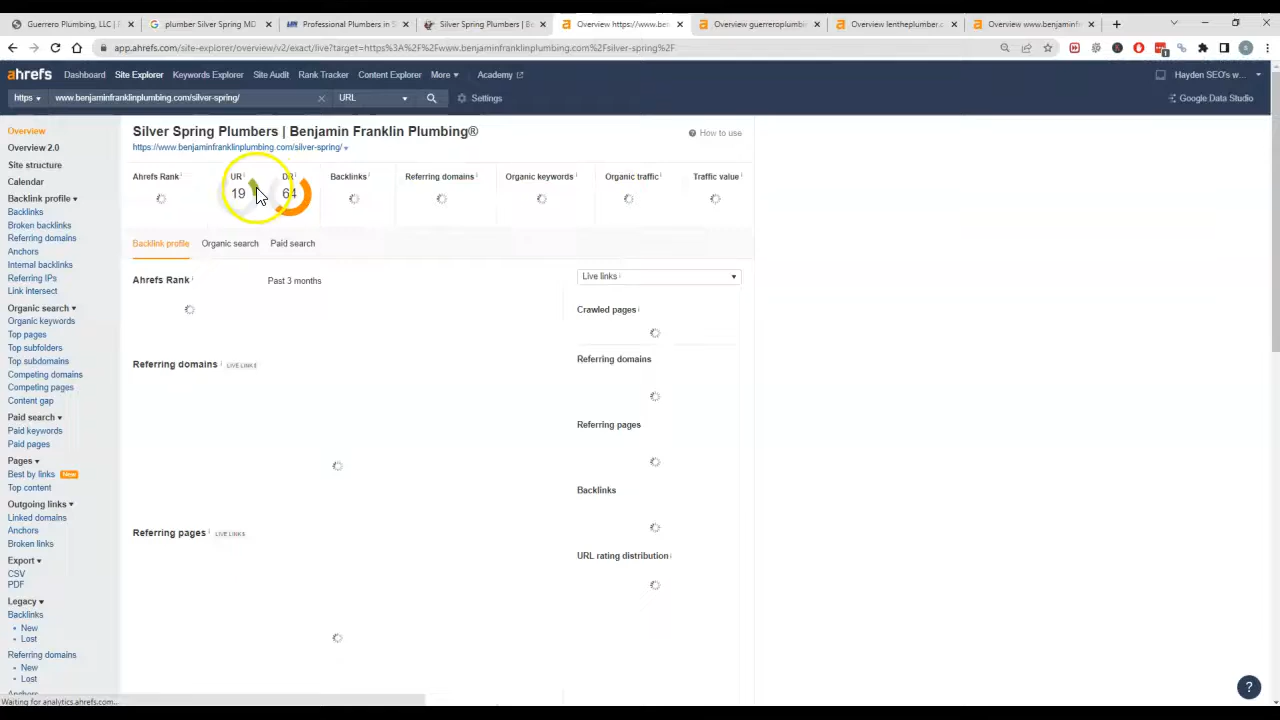 Guerrero Plumbing, LLC | P
plumber Silver Spring MD
Professional Plumbers in S
Silver Spring Plumbers | Be
Overview https://www.ben
Overview guerreroplumbin
Overview lentheplumber.c
Overview www.benjaminfr
app.ahrefs.com/site-explorer/overview/v2/exact/live?target=https%3A%2F%2Fwww.benjaminfranklinplumbing.com%2Fsilver-spring%2F
ahrefs Dashboard Site Explorer Keywords Explorer Site Audit Rank Tracker Content Explorer More Academy Hayden SEO's w...
https www.benjaminfranklinplumbing.com/silver-spring/ URL Settings Google Data Studio
Overview
Overview 2.0
Site structure
Calendar
Backlink profile
Backlinks
Broken backlinks
Referring domains
Anchors
Internal backlinks
Referring IPs
Link intersect
Organic search
Organic keywords
Top pages
Top subfolders
Top subdomains
Competing domains
Competing pages
Content gap
Paid search
Paid keywords
Paid pages
Pages
Best by links New
Top content
Outgoing links
Linked domains
Anchors
Broken links
Export
CSV
PDF
Legacy
Backlinks
New
Lost
Referring domains
New
Lost
Anchors
Silver Spring Plumbers | Benjamin Franklin Plumbing®
How to use
https://www.benjaminfranklinplumbing.com/silver-spring/
Ahrefs Rank UR DR Backlinks Referring domains Organic keywords Organic traffic Traffic value
19 64
Backlink profile Organic search Paid search
Ahrefs Rank Past 3 months
Referring domains LIVE LINKS
Referring pages LIVE LINKS
Live links
Crawled pages
Referring domains
Referring pages
Backlinks
URL rating distribution
?
Waiting for analytics.ahrefs.com...